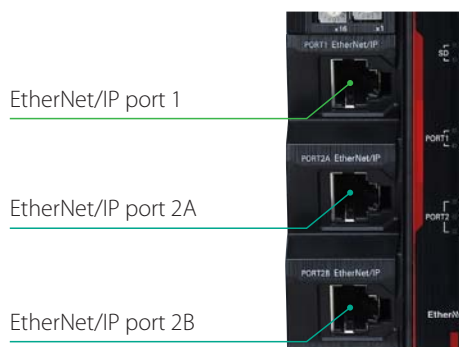 x16 x1
PORT1 EtherNet/IP
SD
EtherNet/IP port 1
PORT1
PORT2A EtherNet/IP
EtherNet/IP port 2A
PORT2
PORT2B EtherNet/IP
EtherNet/IP port 2B